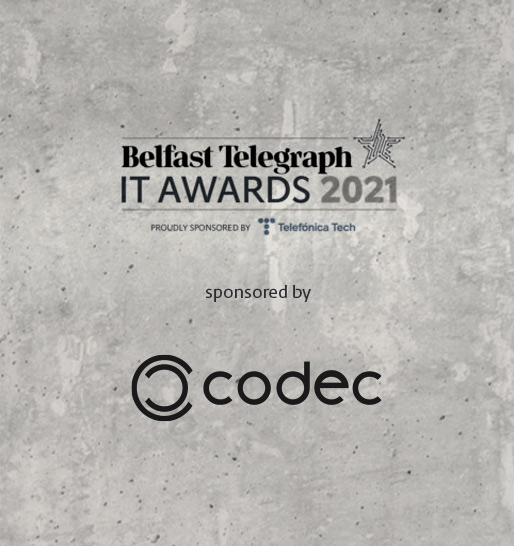 Belfast Telegraph
IT AWARDS 2021
PROUDLY SPONSORED BY Telefónica Tech
sponsored by
codec